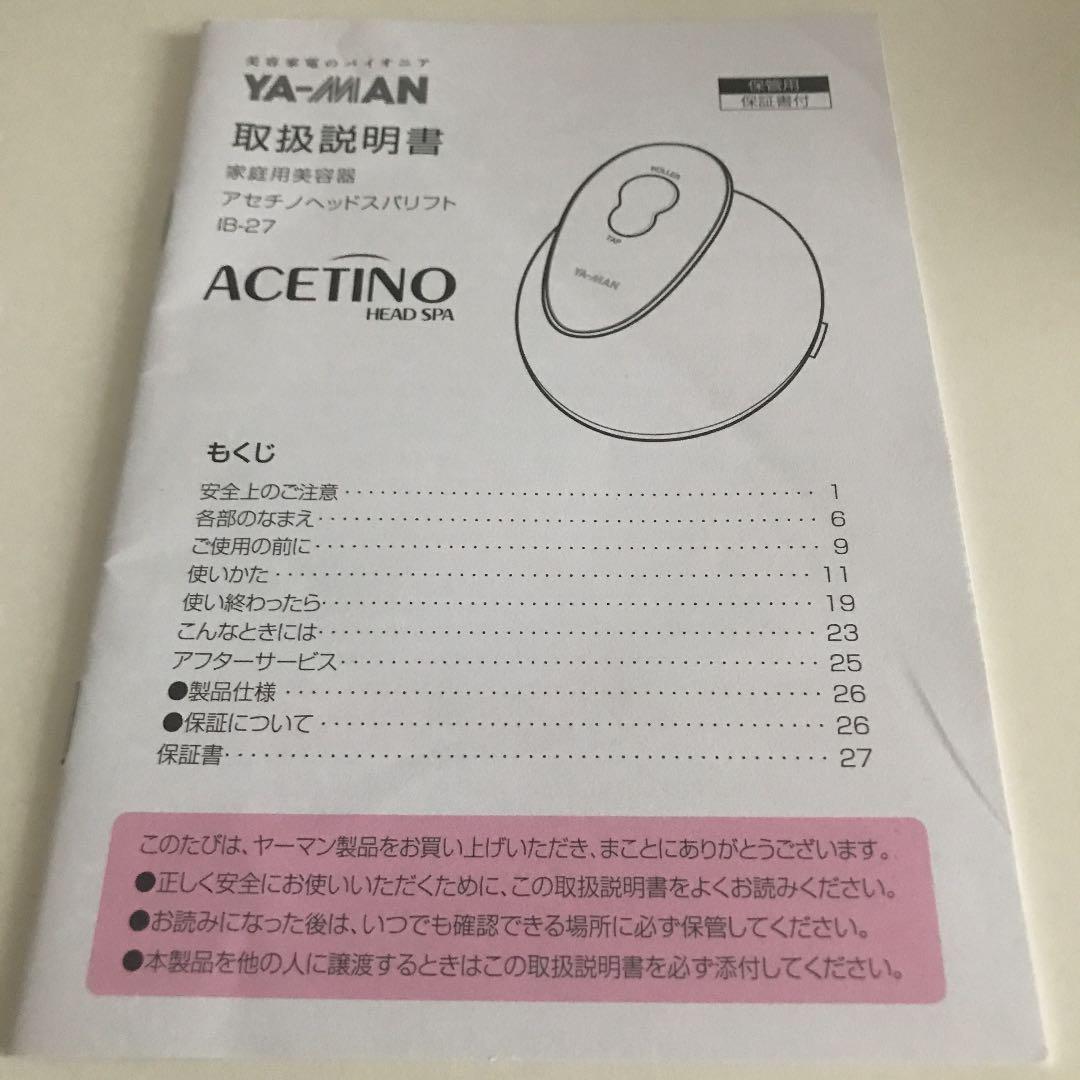 美容家電のパイオニア
YA-MAN
保管用
保証書付
取扱説明書
家庭用美容器
アセチノヘッドスパリフト
IB-27
ACETINO
HEAD SPA
ROLLER
TAP
YA-MAN
もくじ
安全上のご注意 1
各部のなまえ 6
ご使用の前に 9
使いかた 11
使い終わったら 19
こんなときには 23
アフターサービス 25
●製品仕様 26
●保証について 26
保証書 27
このたびは、ヤーマン製品をお買い上げいただき、まことにありがとうございます。
●正しく安全にお使いいただくために、この取扱説明書をよくお読みください。
●お読みになった後は、いつでも確認できる場所に必ず保管してください。
●本製品を他の人に譲渡するときはこの取扱説明書を必ず添付してください。